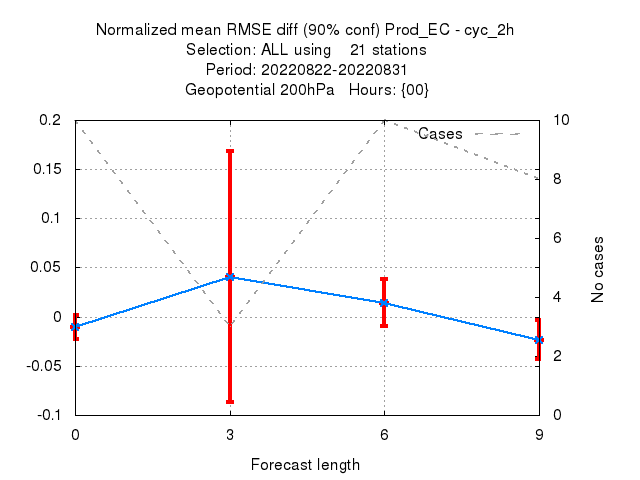 Normalized mean RMSE diff (90% conf) Prod_EC - cyc_2h
Selection: ALL using    21 stations
Period: 20220822-20220831
Geopotential 200hPa   Hours: {00}
Cases
0.2
0.15
0.1
0.05
0
-0.05
-0.1
10
8
6
4
2
0
No cases
0 3 6 9
Forecast length